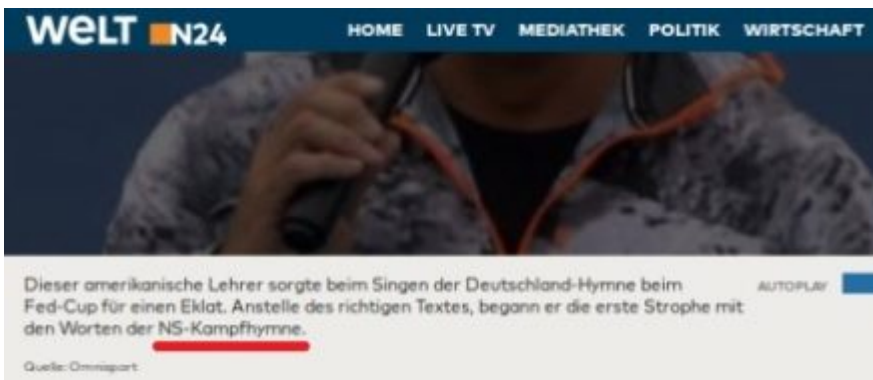 WELT N24 HOME LIVE TV MEDIATHEK POLITIK WIRTSCHAFT
Dieser amerikanische Lehrer sorgte beim Singen der Deutschland-Hymne beim AUTOPLAY
Fed-Cup für einen Eklat. Anstelle des richtigen Textes, begann er die erste Strophe mit
den Worten der NS-Kampfhymne.
Quelle: Omnisport